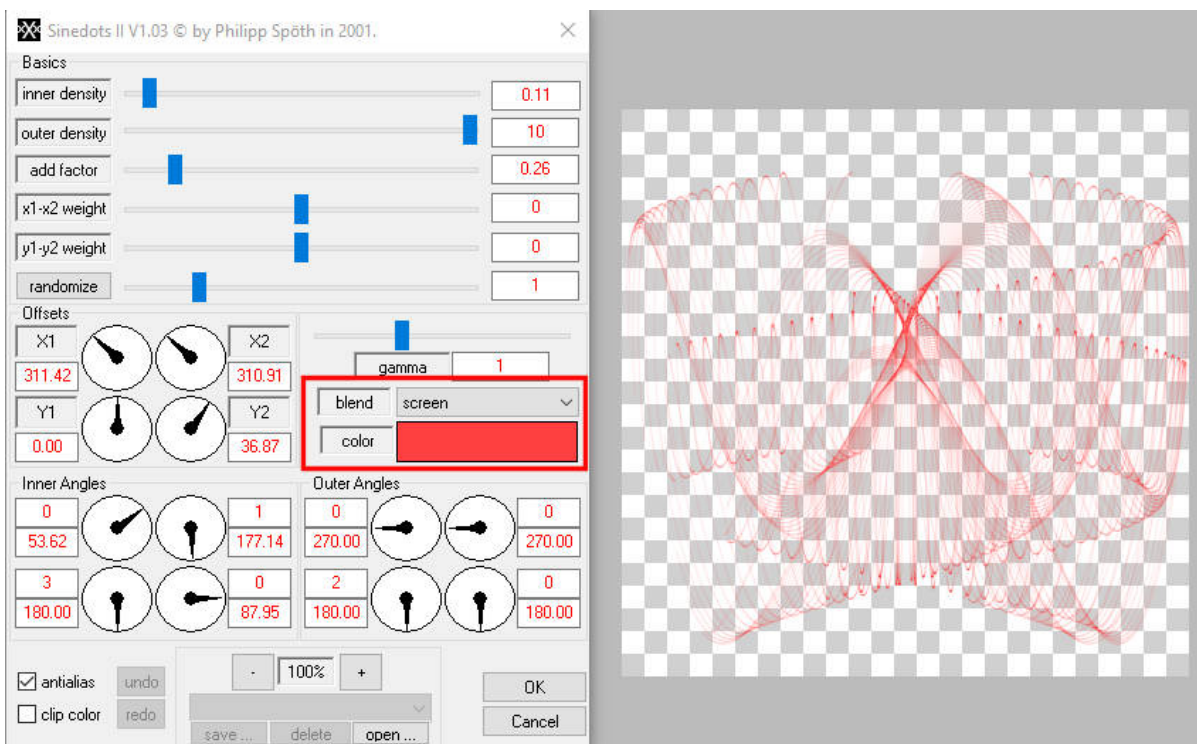 Sinedots II V1.03 © by Philipp Spöth in 2001.
Basics
inner density 0.11
outer density 10
add factor 0.26
x1-x2 weight 0
y1-y2 weight 0
randomize 1
Offsets
X1 X2
311.42 310.91
gamma 1
Y1 Y2
0.00 36.87
blend screen
color
Inner Angles
0 1
53.62 177.14
3 0
180.00 87.95
Outer Angles
0 0
270.00 270.00
2 0
180.00 180.00
antialias undo
clip color redo
- 100% +
save ... delete open ...
OK
Cancel